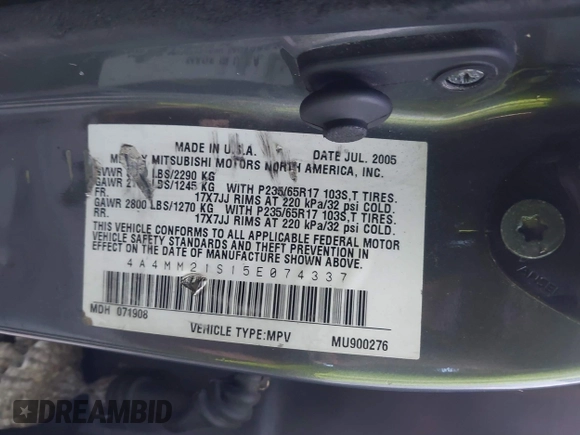 MADE IN U.S.A. DATE JUL. 2005
MITSUBISHI MOTORS NORTH AMERICA, INC.
GVWR LBS/2290 KG
GAWR LBS/1245 KG WITH P235/65R17 103S,T TIRES.
FR. 17X7JJ RIMS AT 220 kPa/32 psi COLD.
GAWR 2800 LBS/1270 KG WITH P235/65R17 103S,T TIRES.
RR. 17X7JJ RIMS AT 220 kPa/32 psi COLD.
THIS VEHICLE CONFORMS TO ALL APPLICABLE FEDERAL MOTOR
VEHICLE SAFETY STANDARDS AND THEFT PREVENTION
EFFECT ON DATE OF MANUFACTURE SHOWN ABOVE.
4A4MM21S15E074337
MDH 071908
VEHICLE TYPE:MPV MU900276
DREAMBID